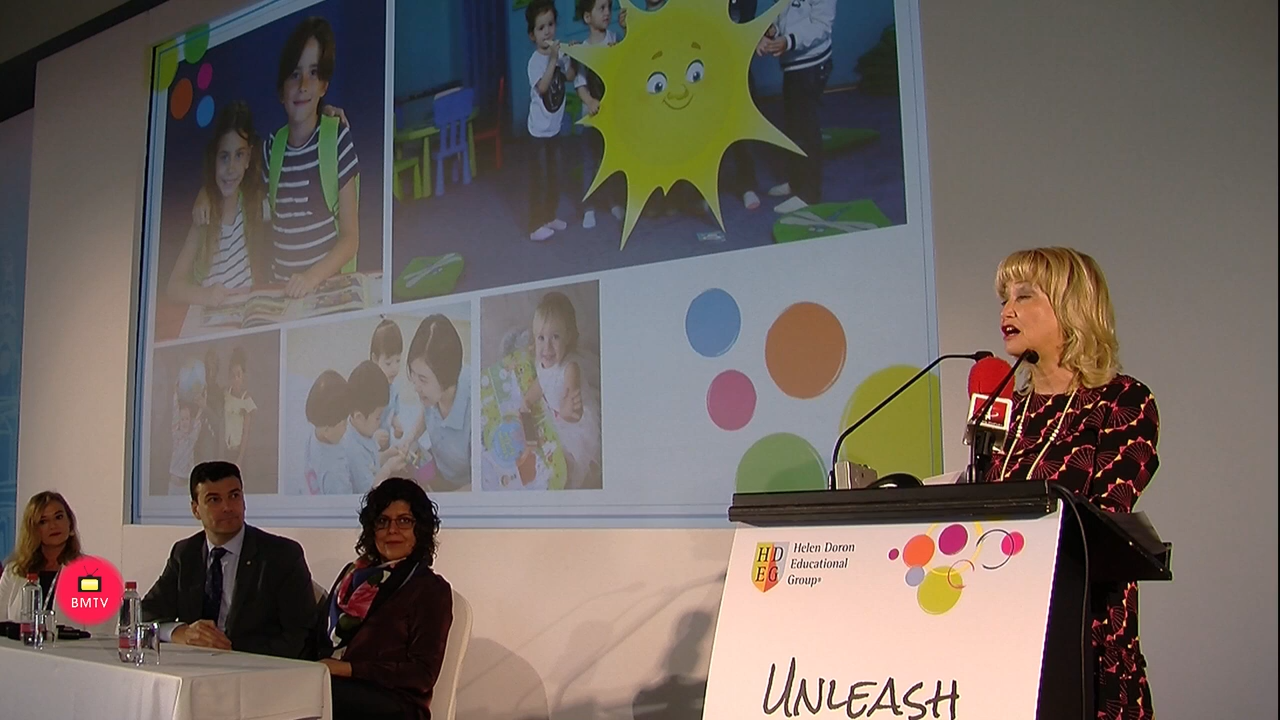 BMTV
HD
EG
Helen Doron
Educational
Group®
UNLEASH